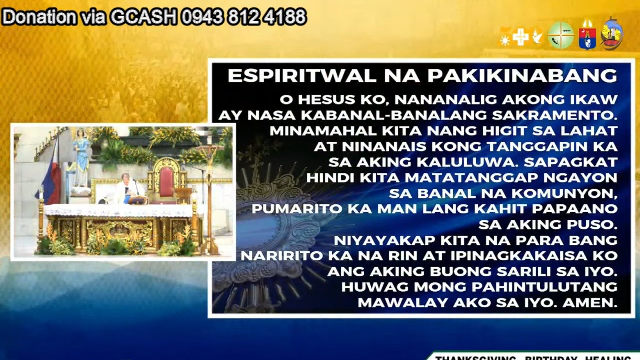 Donation via GCASH 0943 812 4188
ESPIRITWAL NA PAKIKINABANG
O HESUS KO, NANANALIG AKONG IKAW
AY NASA KABANAL-BANALANG SAKRAMENTO.
MINAMAHAL KITA NANG HIGIT SA LAHAT
AT NINANAIS KONG TANGGAPIN KA
SA AKING KALULUWA. SAPAGKAT
HINDI KITA MATATANGGAP NGAYON
SA BANAL NA KOMUNYON,
PUMARITO KA MAN LANG KAHIT PAPAANO
SA AKING PUSO.
NIYAYAKAP KITA NA PARA BANG
NARIRITO KA NA RIN AT IPINAGKAKAISA KO
ANG AKING BUONG SARILI SA IYO.
HUWAG MONG PAHINTULUTANG
MAWALAY AKO SA IYO. AMEN.
THANKSGIVING BIRTHDAY HEALING